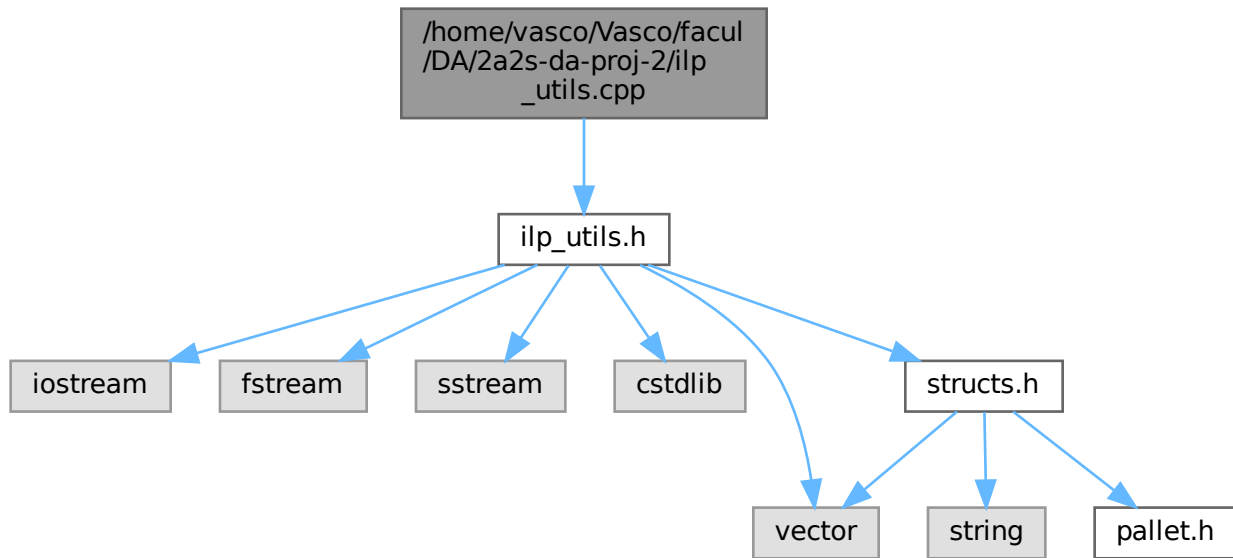 /home/vasco/Vasco/facul
/DA/2a2s-da-proj-2/ilp
_utils.cpp
ilp_utils.h
iostream
fstream
sstream
cstdlib
structs.h
vector
string
pallet.h